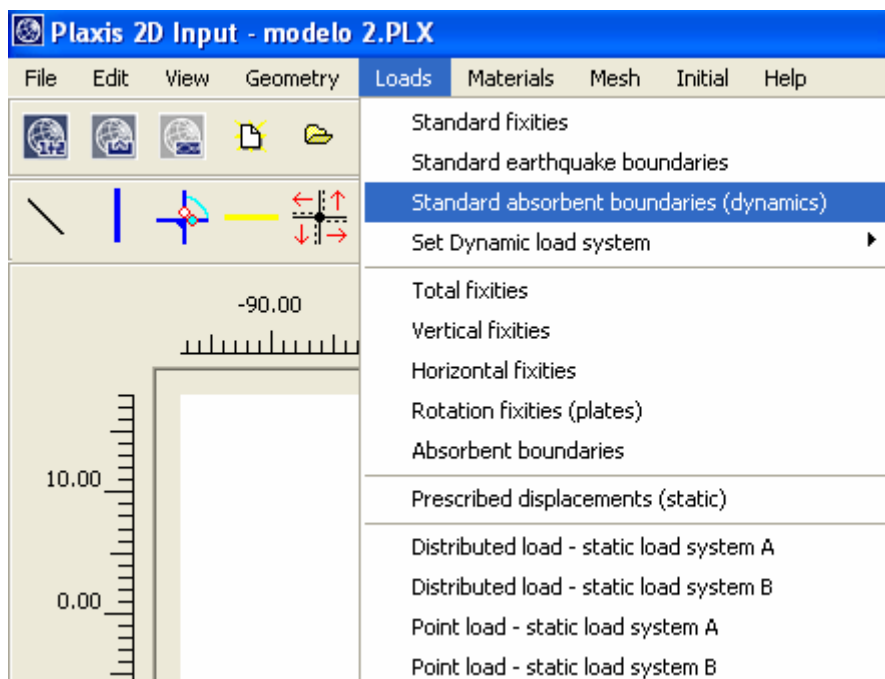 Plaxis 2D Input - modelo 2.PLX
File Edit View Geometry Loads Materials Mesh Initial Help
1+2
Standard fixities
Standard earthquake boundaries
Standard absorbent boundaries (dynamics)
Set Dynamic load system
-90.00
Total fixities
Vertical fixities
Horizontal fixities
Rotation fixities (plates)
Absorbent boundaries
10.00
Prescribed displacements (static)
Distributed load - static load system A
Distributed load - static load system B
0.00
Point load - static load system A
Point load - static load system B